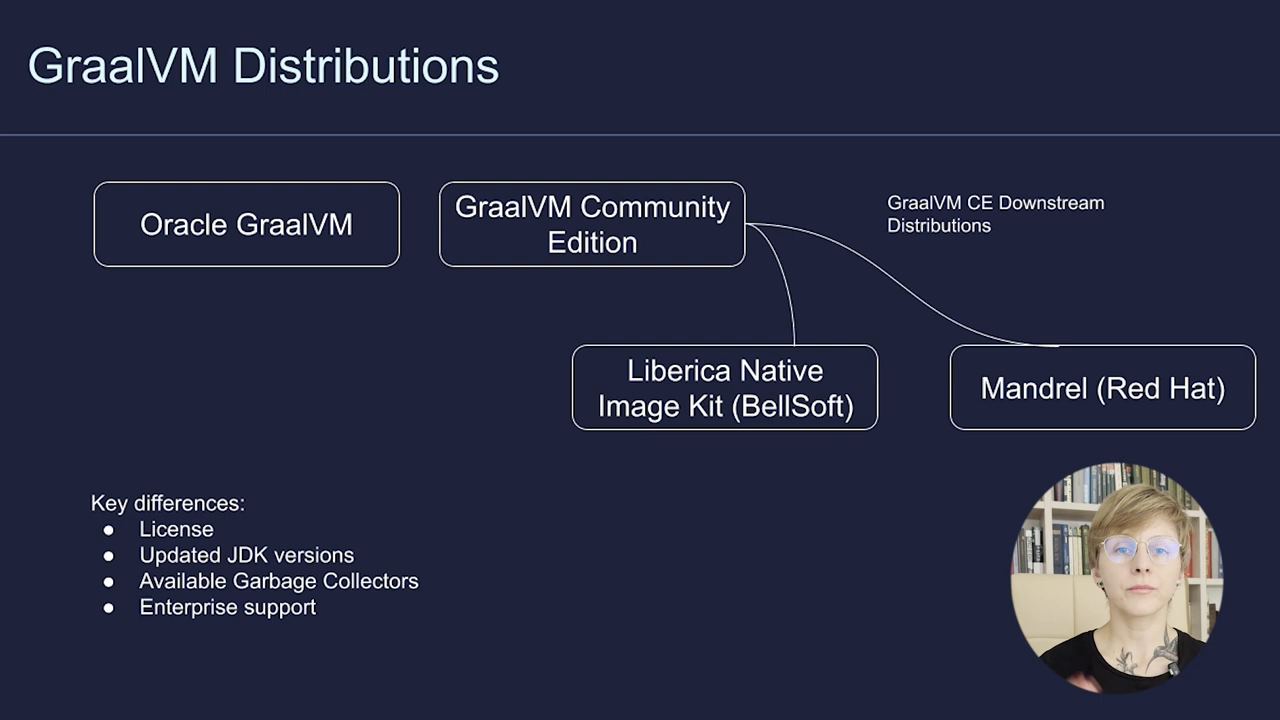 GraalVM Distributions
Oracle GraalVM
GraalVM Community
Edition
GraalVM CE Downstream
Distributions
Liberica Native
Image Kit (BellSoft)
Mandrel (Red Hat)
Key differences:
● License
● Updated JDK versions
● Available Garbage Collectors
● Enterprise support